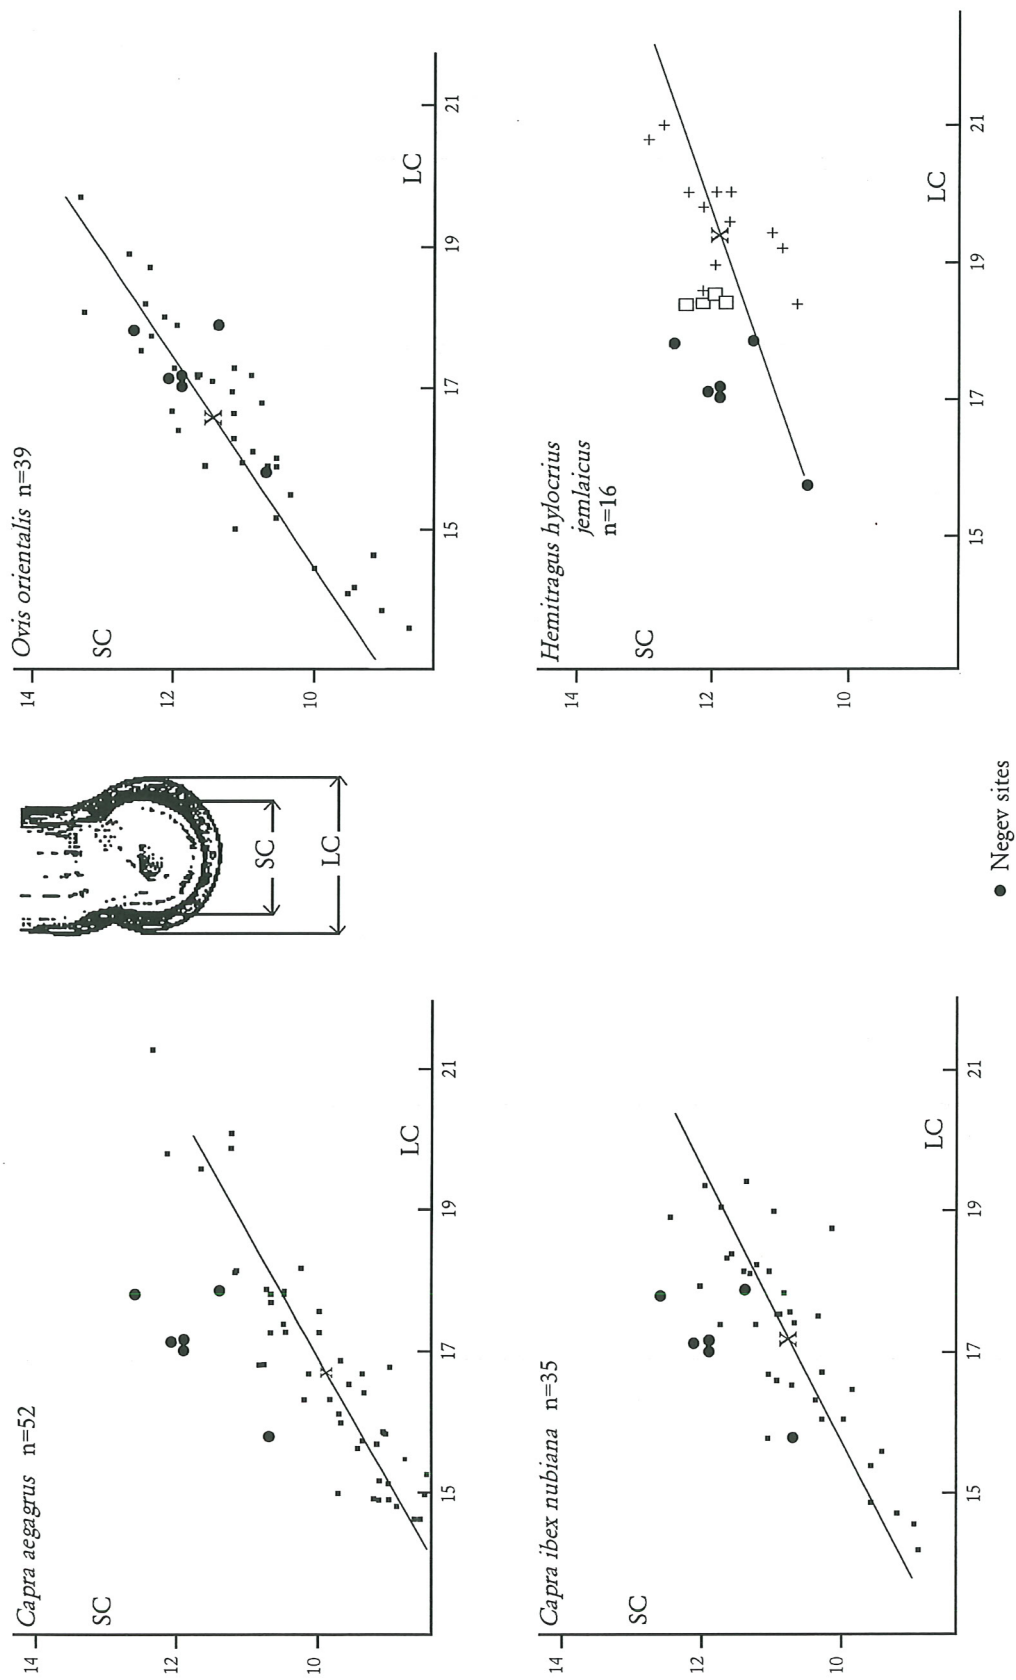 Capra aegagrus n=52
14
SC
12
10
LC
15 17 19 21
SC
LC
Ovis orientalis n=39
14
SC
12
10
LC
15 17 19 21
Capra ibex nubiana n=35
14
SC
12
10
LC
15 17 19 21
Hemitragus hylocrius
jemlaicus
n=16
14
SC
12
10
LC
15 17 19 21
Negev sites